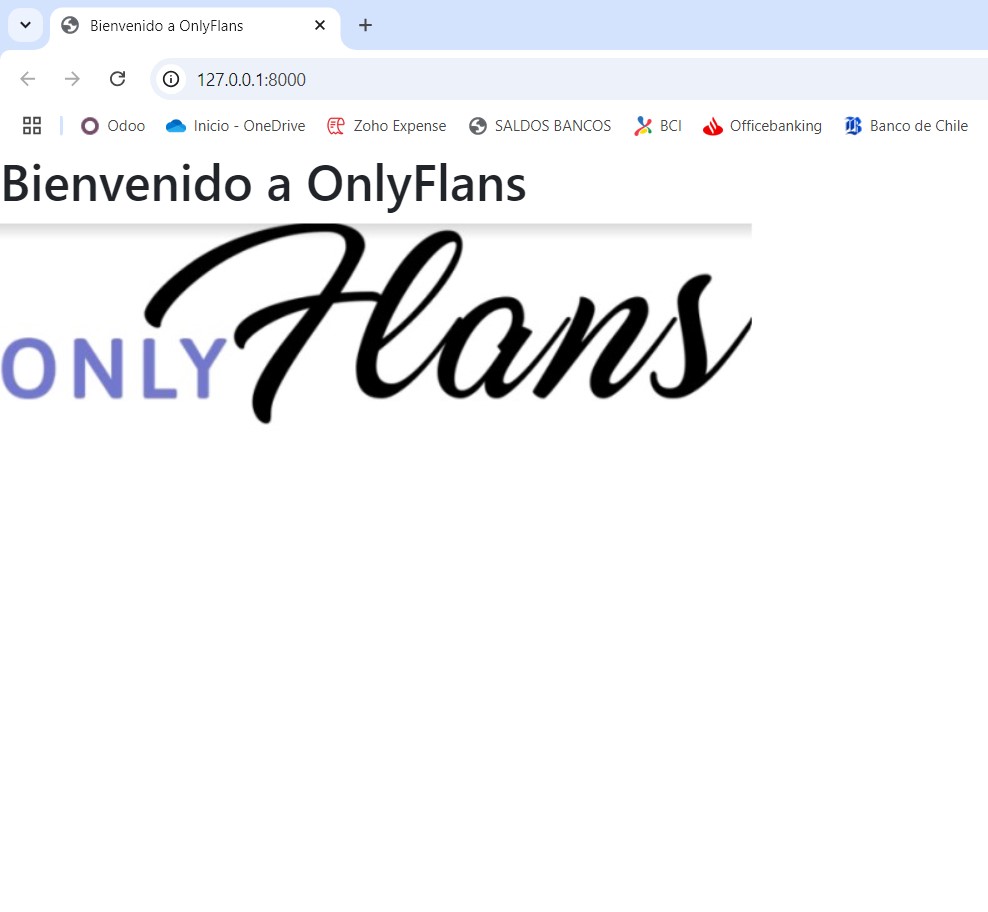 Bienvenido a OnlyFlans
127.0.0.1:8000
Odoo Inicio - OneDrive Zoho Expense SALDOS BANCOS BCI Officebanking Banco de Chile
Bienvenido a OnlyFlans
ONLY Flans